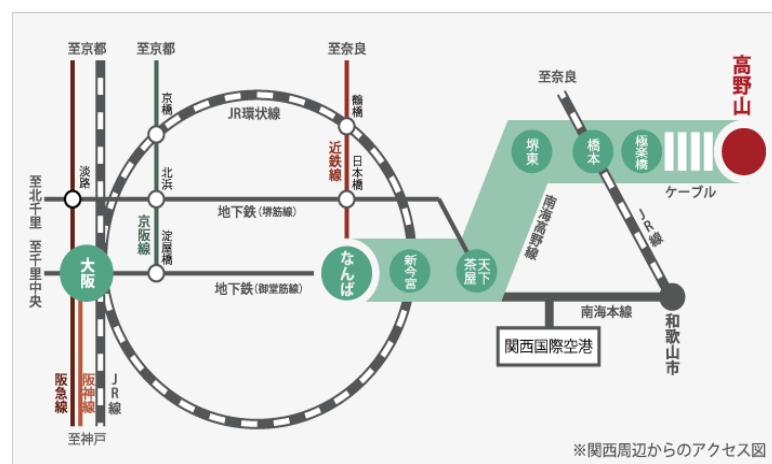 至京都
至京都
至奈良
至奈良
高野山
京橋
鶴橋
JR環状線
近鉄線
堺東
橋本
極楽橋
ケーブル
淡路
北浜
日本橋
至北千里
地下鉄(堺筋線)
京阪線
淀屋橋
南海高野線
JR線
至千里中央
大阪
なんば
新今宮
天下茶屋
地下鉄(御堂筋線)
南海本線
和歌山市
関西国際空港
阪急線
阪神線
JR線
至神戸
※関西周辺からのアクセス図